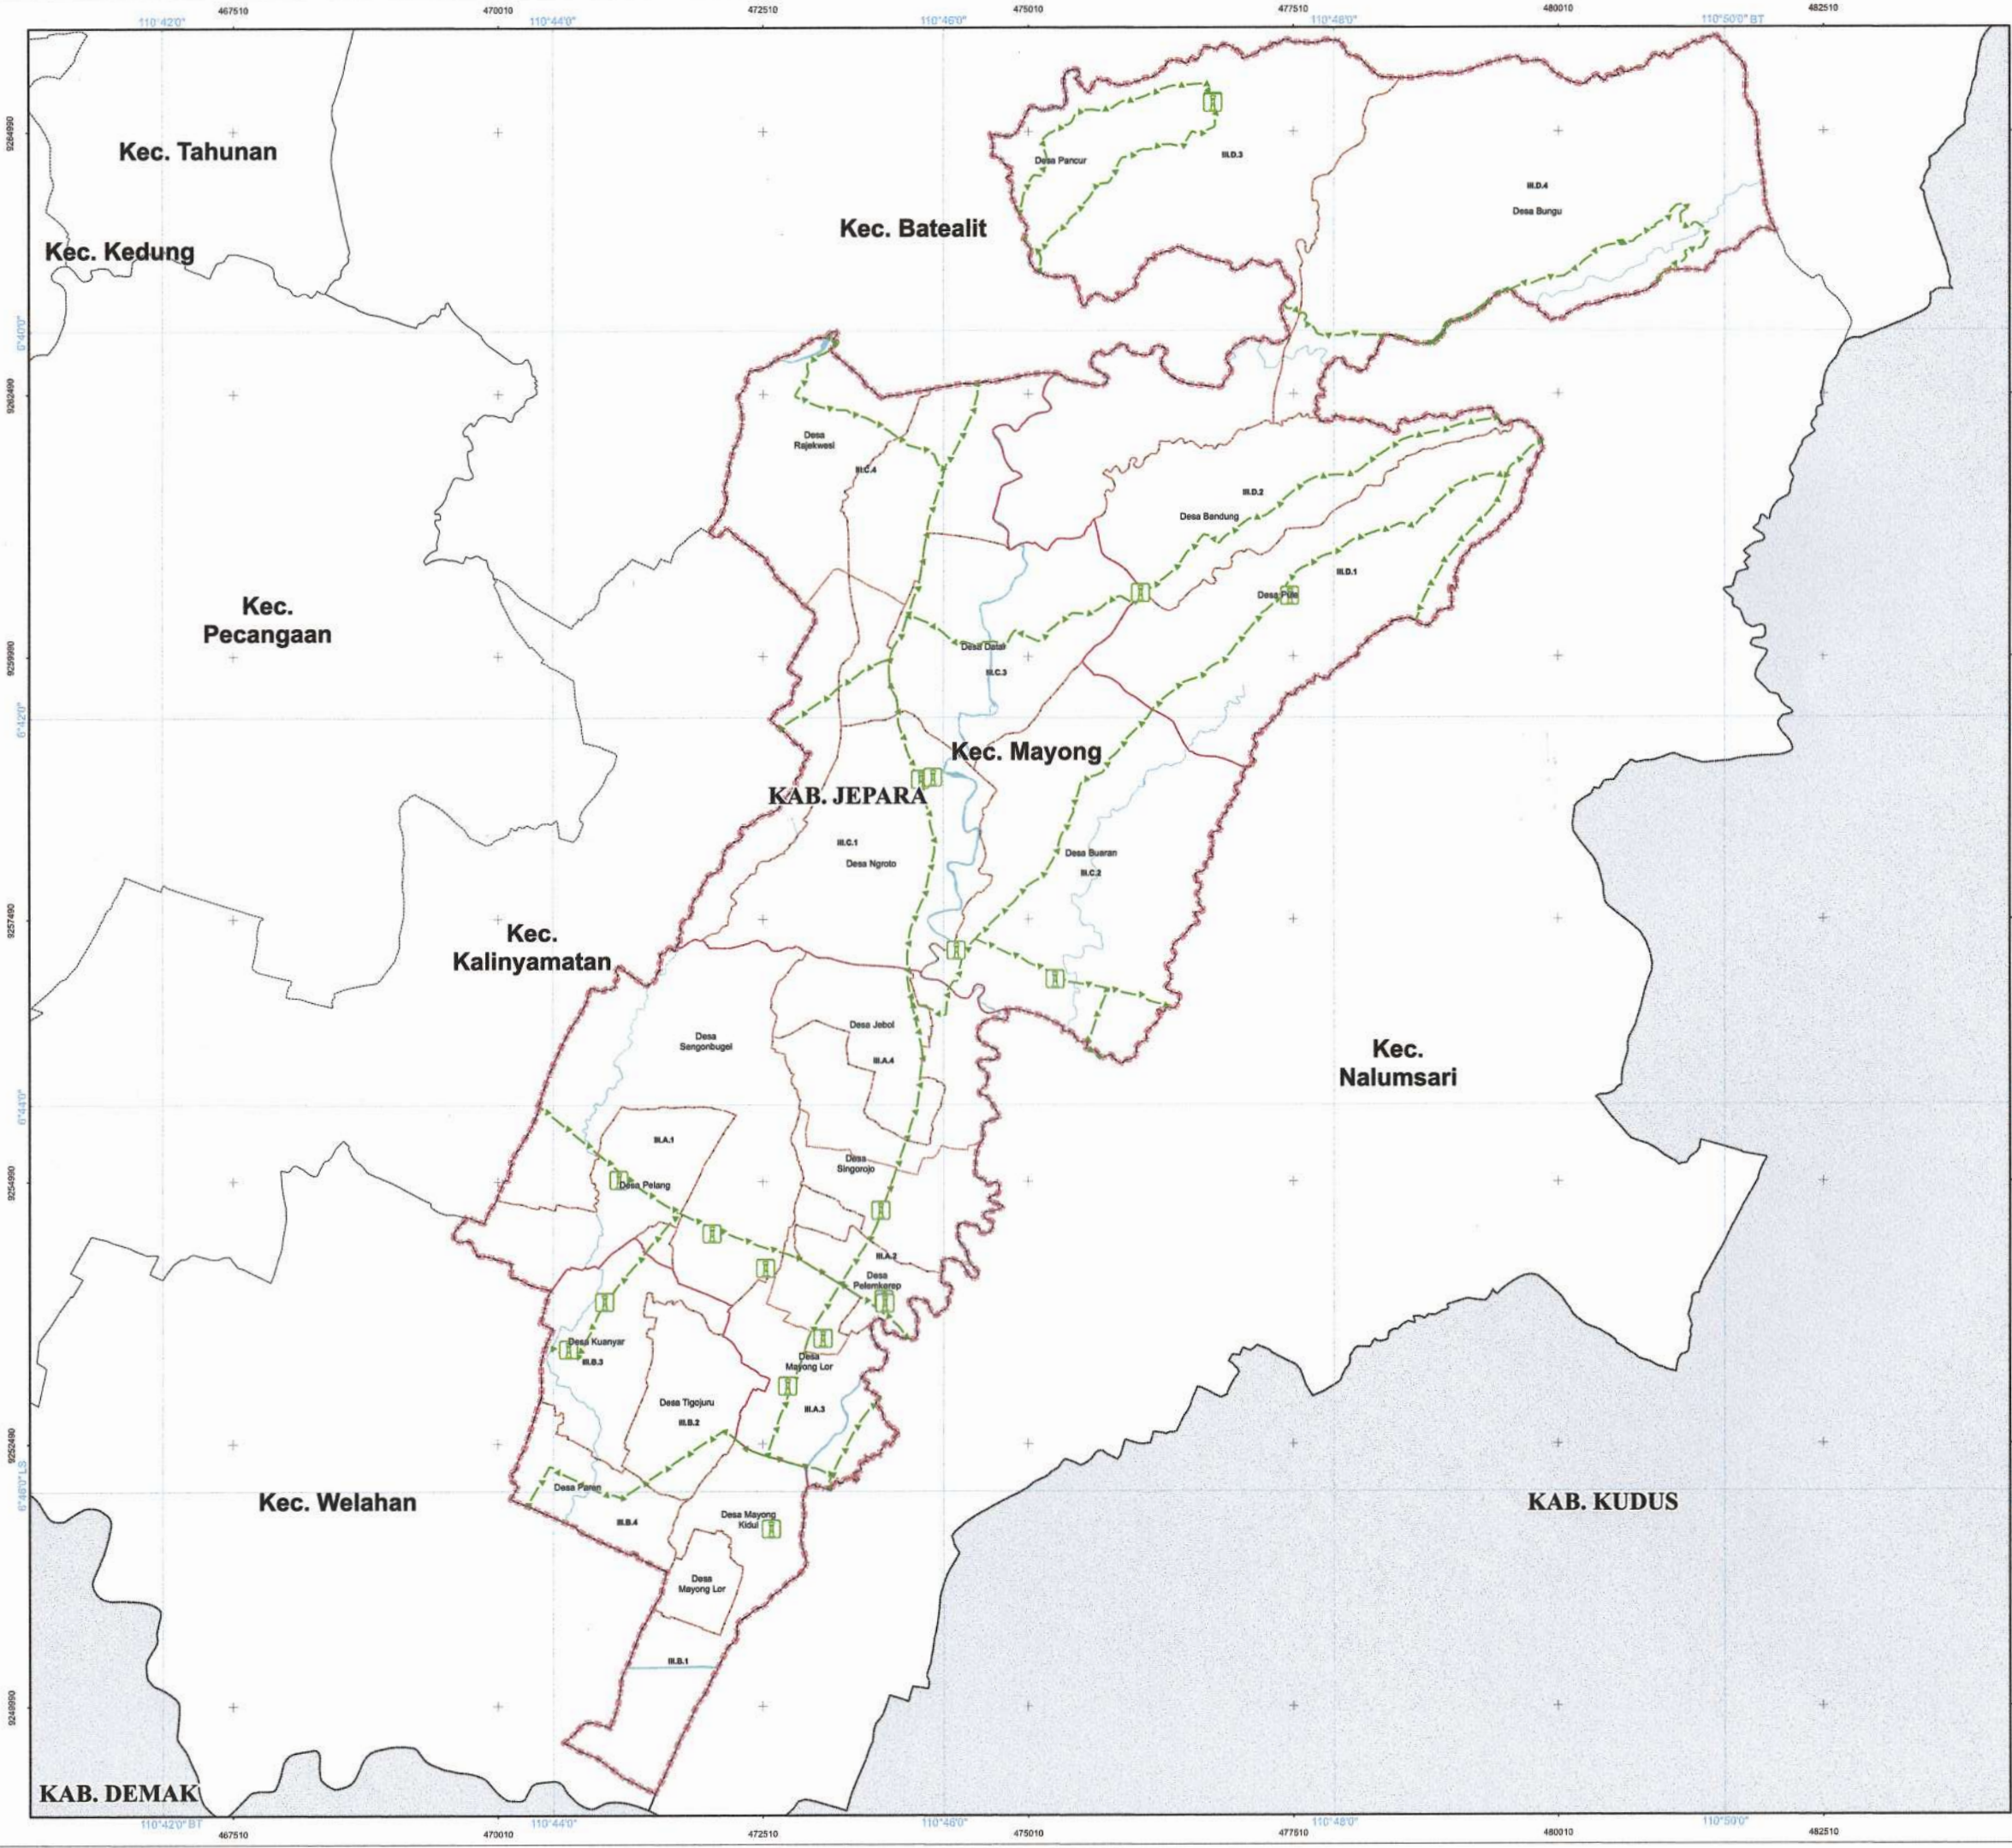 467510
470010
472510
475010
477510
480010
482510
110°42'0"
110°44'0"
110°46'0"
110°48'0"
110°50'0" BT
9264990
Kec. Tahunan
Desa Pancur
III.D.3
III.D.4
Desa Bungu
Kec. Batealit
Kec. Kedung
6°40'0"
9262490
Desa
Rajekwesi
III.C.4
III.D.2
Desa Bandung
III.D.1
Desa Pule
Kec.
Pecangaan
Desa Datar
III.C.3
9259990
6°42'0"
Kec. Mayong
KAB. JEPARA
III.C.1
Desa Ngroto
Desa Buaran
III.C.2
9257490
Kec.
Kalinyamatan
Desa
Sengonbugel
Desa Jebol
III.A.4
Kec.
Nalumsari
6°44'0"
III.A.1
Desa
Singorojo
9254990
Desa Pelang
III.A.2
Desa
Pelemkerep
Desa Kuanyar
III.B.3
Desa
Mayong Lor
Desa Tigojuru
III.B.2
III.A.3
9252490
6°46'0" LS
Desa Paren
Kec. Welahan
KAB. KUDUS
III.B.4
Desa Mayong
Kidul
Desa
Mayong Lor
III.B.1
9249990
KAB. DEMAK
110°42'0" BT
110°44'0"
110°46'0"
110°48'0"
110°50'0"
467510
470010
472510
475010
477510
480010
482510